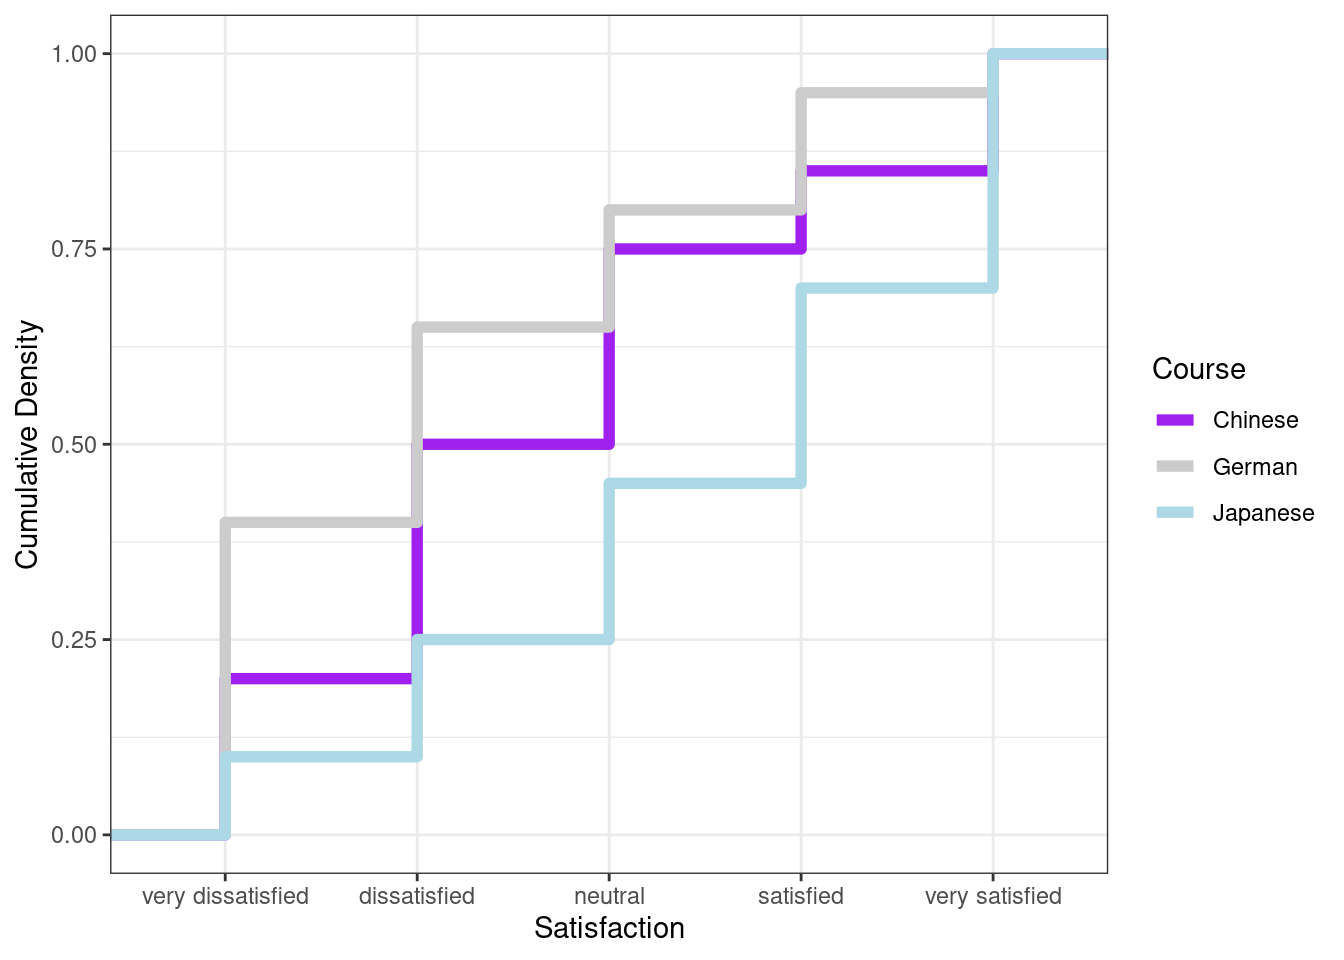 1.00
0.75
0.50
0.25
0.00
Cumulative Density
very dissatisfied
dissatisfied
neutral
satisfied
very satisfied
Satisfaction
Course
Chinese
German
Japanese